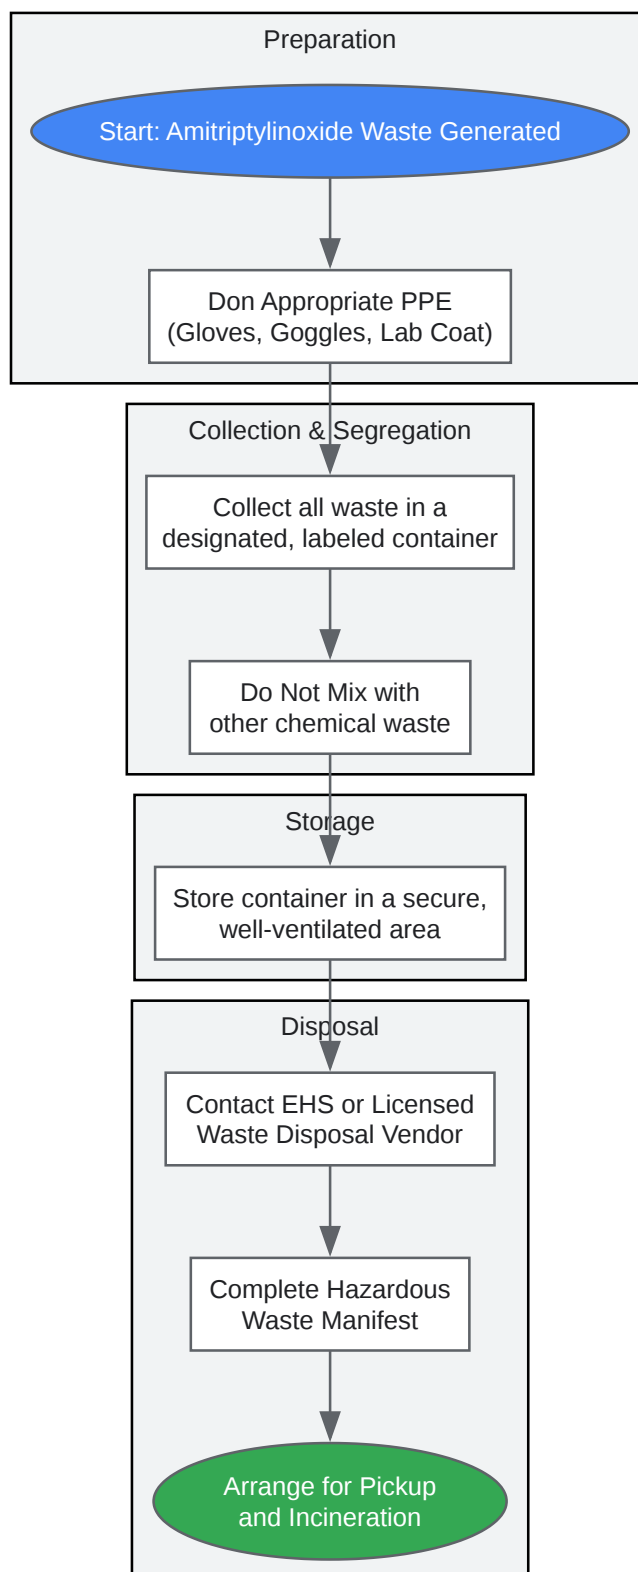 Preparation
Start: Amitriptylinoxide Waste Generated
Don Appropriate PPE
(Gloves, Goggles, Lab Coat)
Collection & Segregation
Collect all waste in a
designated, labeled container
Do Not Mix with
other chemical waste
Storage
Store container in a secure,
well-ventilated area
Disposal
Contact EHS or Licensed
Waste Disposal Vendor
Complete Hazardous
Waste Manifest
Arrange for Pickup
and Incineration